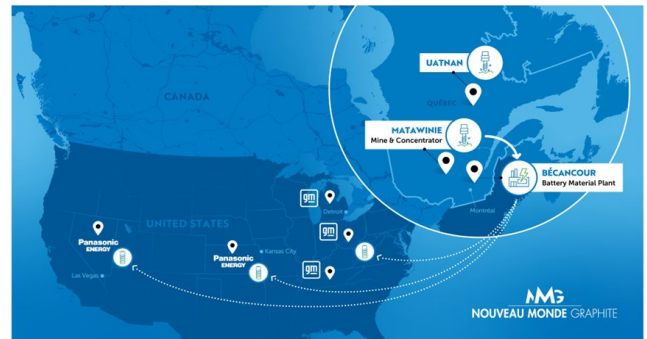 UATNAN
CANADA
QUÉBEC
MATAWINIE
Mine & Concentrator
BÉCANCOUR
Battery Material Plant
Montréal
gm
Detroit
UNITED STATES
gm
Panasonic
ENERGY
Kansas City
Panasonic
ENERGY
gm
Las Vegas
NMG
NOUVEAU MONDE GRAPHITE